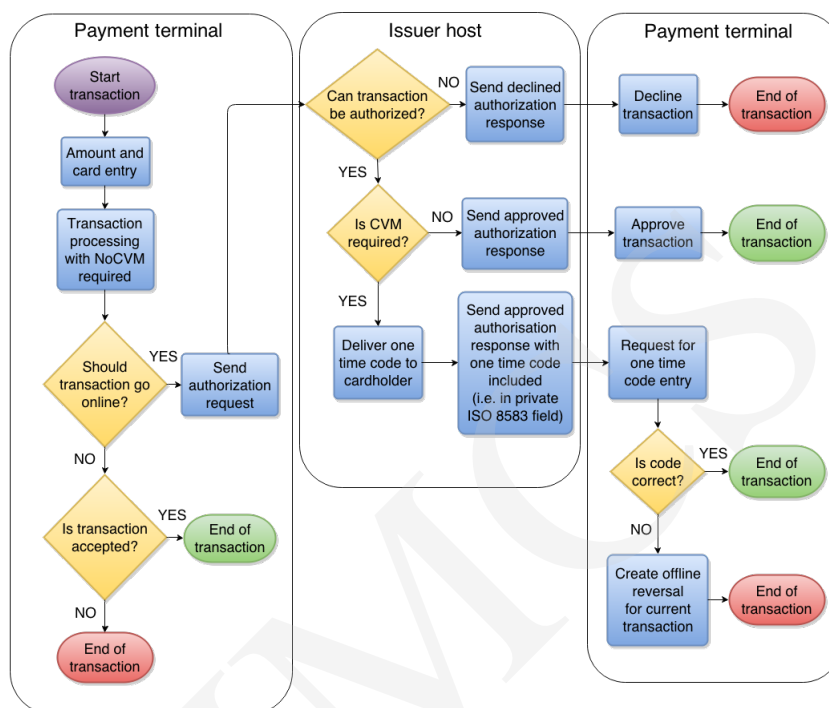 Payment terminal
Start
transaction
Amount and
card entry
Transaction
processing
with NoCVM
required
Should
transaction go
online?
YES
Send
authorization
request
NO
Is transaction
accepted?
YES
End of
transaction
NO
End of
transaction
Issuer host
Can transaction
be authorized?
NO
Send declined
authorization
response
YES
Is CVM
required?
NO
Send approved
authorization
response
YES
Deliver one
time code to
cardholder
Send approved
authorisation
response with
one time code
included
(i.e. in private
ISO 8583 field)
Payment terminal
Decline
transaction
End of
transaction
Approve
transaction
End of
transaction
Request for
one time
code entry
Is code
correct?
YES
End of
transaction
NO
Create offline
reversal
for current
transaction
End of
transaction